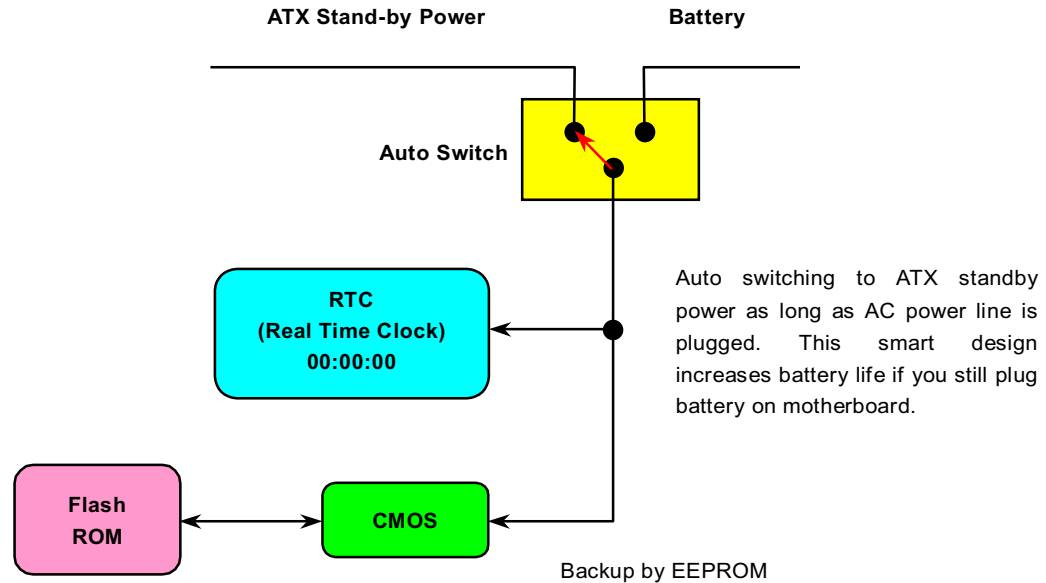 ATX Stand-by Power
Battery
Auto Switch
RTC
(Real Time Clock)
00:00:00
Auto switching to ATX standby
power as long as AC power line is
plugged. This smart design
increases battery life if you still plug
battery on motherboard.
Flash
ROM
CMOS
Backup by EEPROM